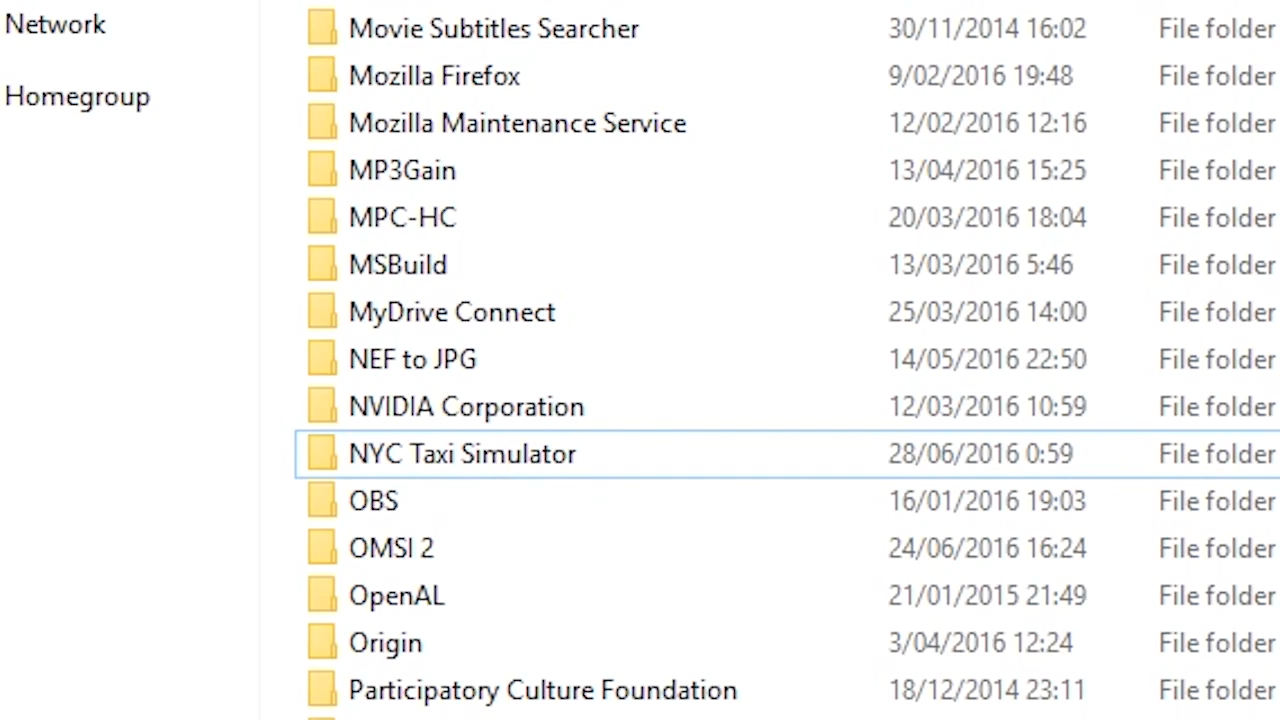 Network
Homegroup
Movie Subtitles Searcher 30/11/2014 16:02 File folder
Mozilla Firefox 9/02/2016 19:48 File folder
Mozilla Maintenance Service 12/02/2016 12:16 File folder
MP3Gain 13/04/2016 15:25 File folder
MPC-HC 20/03/2016 18:04 File folder
MSBuild 13/03/2016 5:46 File folder
MyDrive Connect 25/03/2016 14:00 File folder
NEF to JPG 14/05/2016 22:50 File folder
NVIDIA Corporation 12/03/2016 10:59 File folder
NYC Taxi Simulator 28/06/2016 0:59 File folder
OBS 16/01/2016 19:03 File folder
OMSI 2 24/06/2016 16:24 File folder
OpenAL 21/01/2015 21:49 File folder
Origin 3/04/2016 12:24 File folder
Participatory Culture Foundation 18/12/2014 23:11 File folder